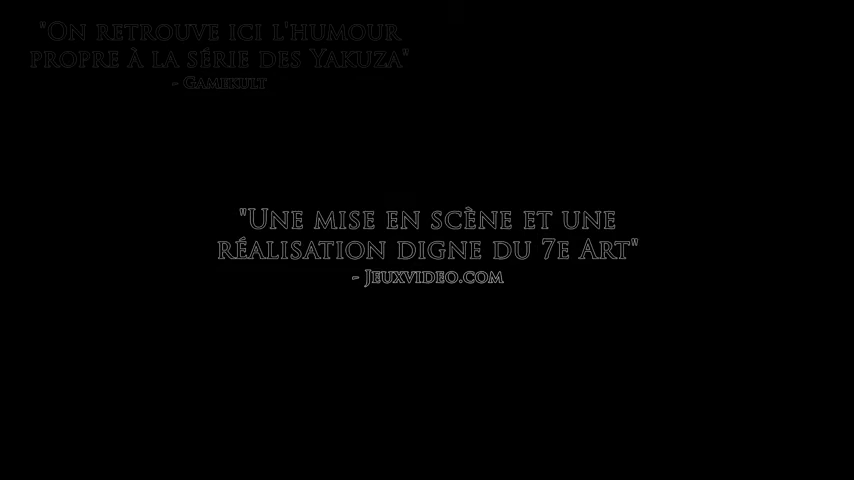 "On retrouve ici l'humour
propre à la série des Yakuza"
- Gamekult
"Une mise en scène et une
réalisation digne du 7e Art"
- Jeuxvideo.com